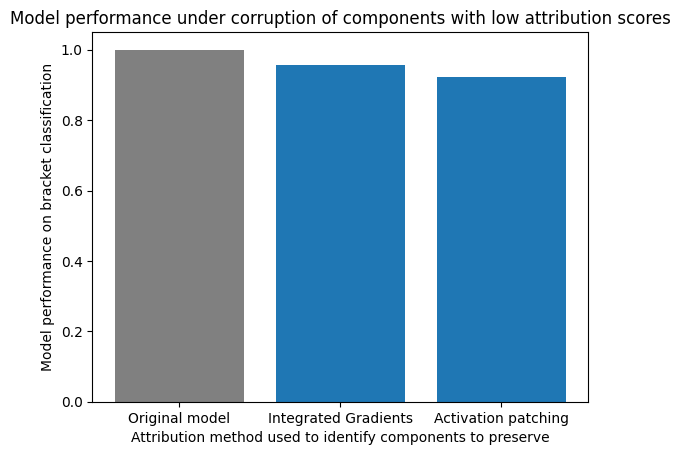 Model performance under corruption of components with low attribution scores
Model performance on bracket classification
1.0
0.8
0.6
0.4
0.2
0.0
Original model
Integrated Gradients
Activation patching
Attribution method used to identify components to preserve